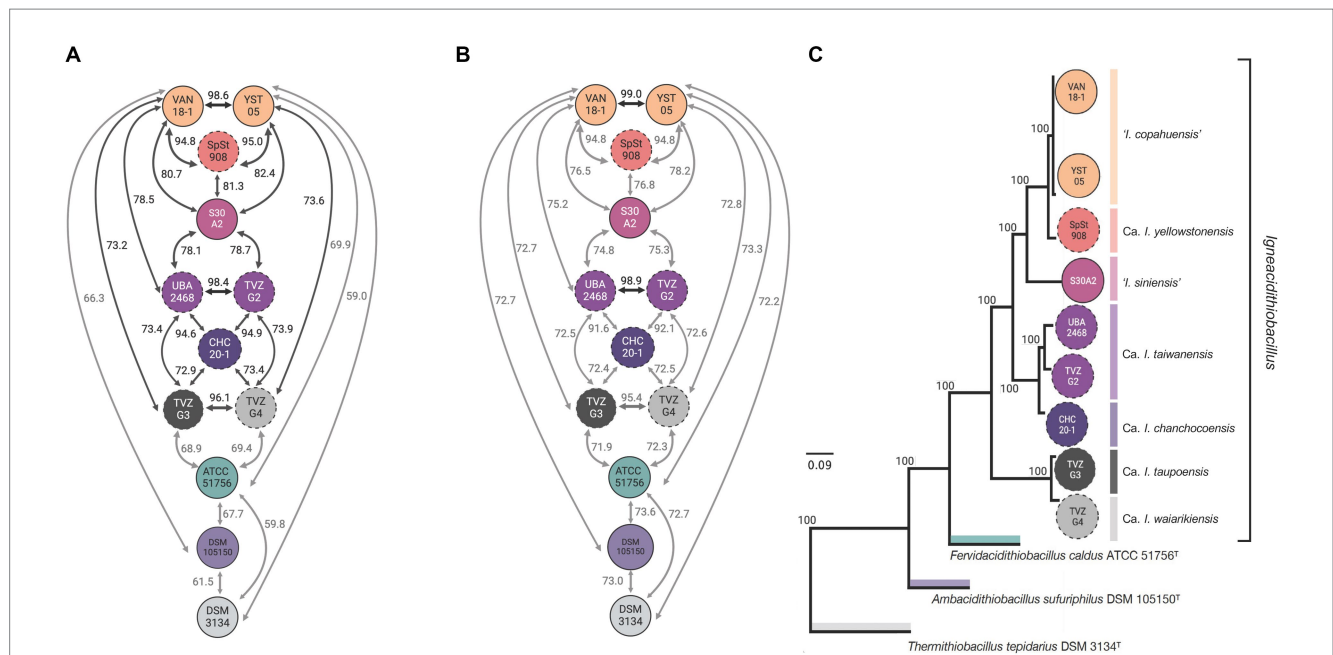 A
VAN
18-1
98.6
YST
05
94.8
SpSt
908
95.0
80.7
82.4
81.3
78.5
S30
A2
73.6
73.2
78.1
78.7
69.9
66.3
59.0
UBA
2468
98.4
TVZ
G2
73.4
94.6
94.9
73.9
CHC
20-1
72.9
73.4
TVZ
G3
96.1
TVZ
G4
68.9
69.4
ATCC
51756
67.7
59.8
DSM
105150
61.5
DSM
3134
B
VAN
18-1
99.0
YST
05
94.8
SpSt
908
94.8
76.5
78.2
76.8
75.2
S30
A2
72.8
72.7
74.8
75.3
73.3
72.7
72.2
UBA
2468
98.9
TVZ
G2
72.5
91.6
92.1
72.6
CHC
20-1
72.4
72.5
TVZ
G3
95.4
TVZ
G4
71.9
72.3
ATCC
51756
73.6
72.7
DSM
105150
73.0
DSM
3134
C
VAN
18-1
100
'I. copahuensis'
YST
05
100
SpSt
908
Ca. I. yellowstonensis
100
S30A2
'I. siniensis'
100
UBA
2468
100
Ca. I. taiwanensis
TVZ
G2
100
100
CHC
20-1
Ca. I. chanchocoensis
0.09
100
TVZ
G3
100
Ca. I. taupoensis
TVZ
G4
Ca. I. waiarikiensis
100
Igneacidithiobacillus
Fervidacidithiobacillus caldus ATCC 51756ᵀ
Ambacidithiobacillus sufuriphilus DSM 105150ᵀ
Thermithiobacillus tepidarius DSM 3134ᵀ